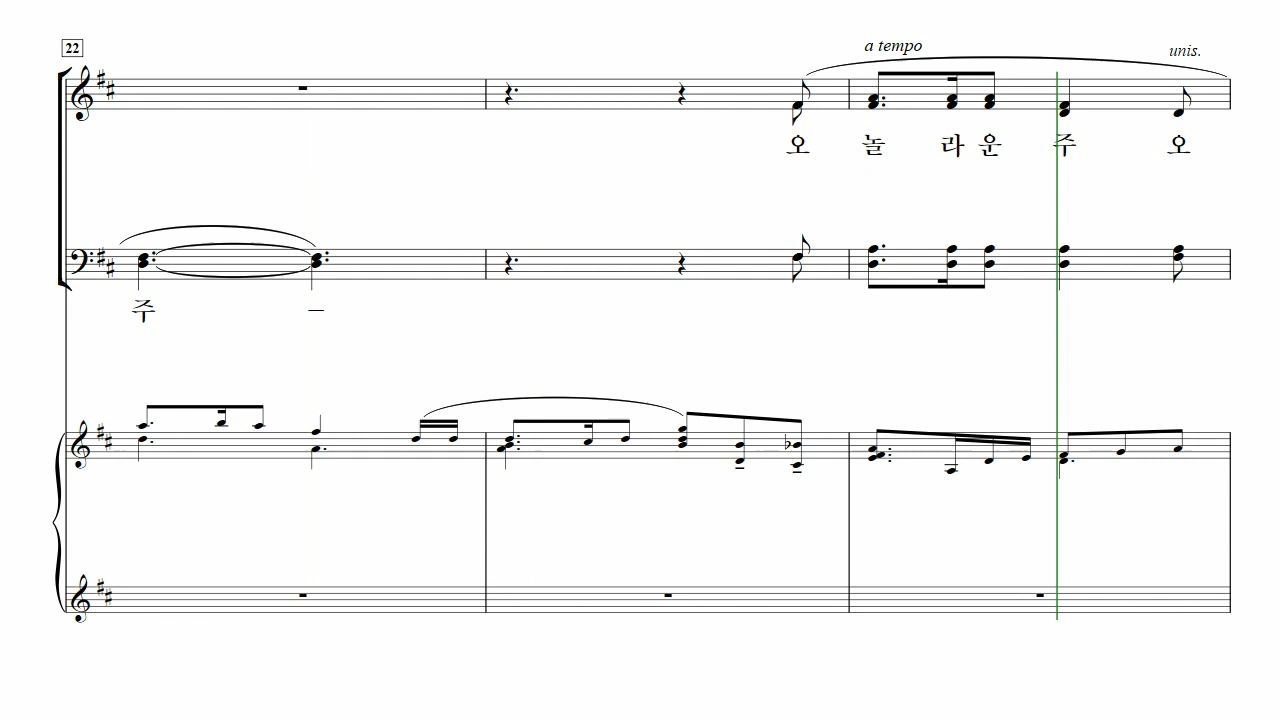 22
a tempo
unis.
오 놀 라 운 주 오
주 –